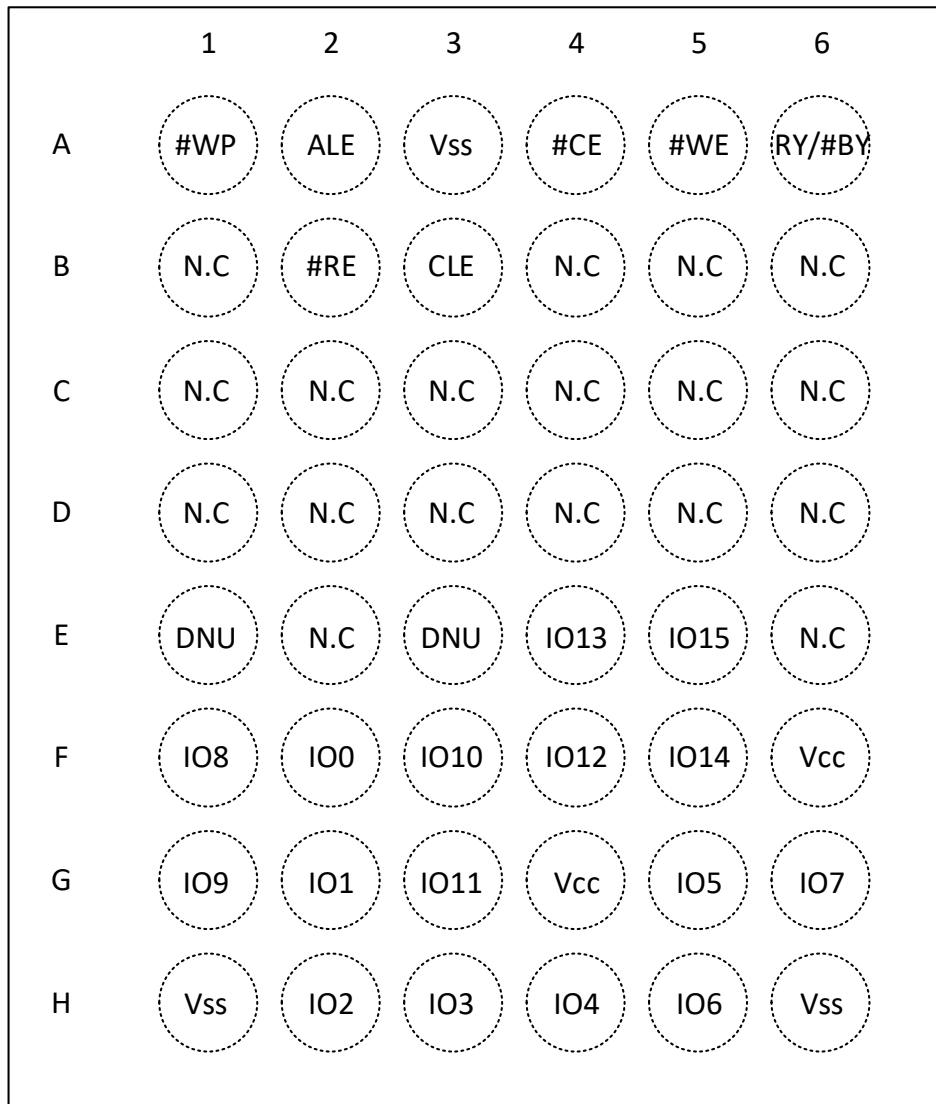 1 2 3 4 5 6
A #WP ALE Vss #CE #WE RY/#BY
B N.C #RE CLE N.C N.C N.C
C N.C N.C N.C N.C N.C N.C
D N.C N.C N.C N.C N.C N.C
E DNU N.C DNU IO13 IO15 N.C
F IO8 IO0 IO10 IO12 IO14 Vcc
G IO9 IO1 IO11 Vcc IO5 IO7
H Vss IO2 IO3 IO4 IO6 Vss